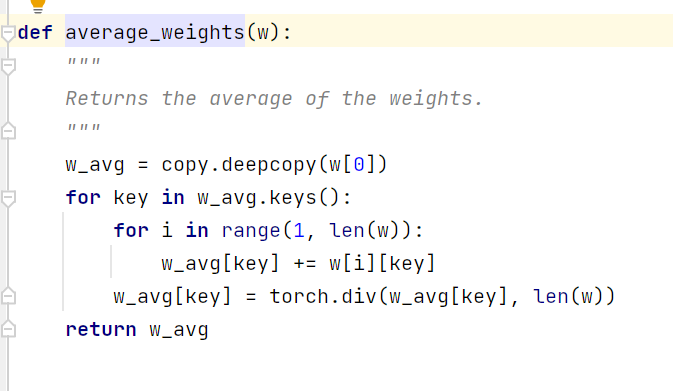 def average_weights(w):
    """
    Returns the average of the weights.
    """
    w_avg = copy.deepcopy(w[0])
    for key in w_avg.keys():
        for i in range(1, len(w)):
            w_avg[key] += w[i][key]
        w_avg[key] = torch.div(w_avg[key], len(w))
    return w_avg